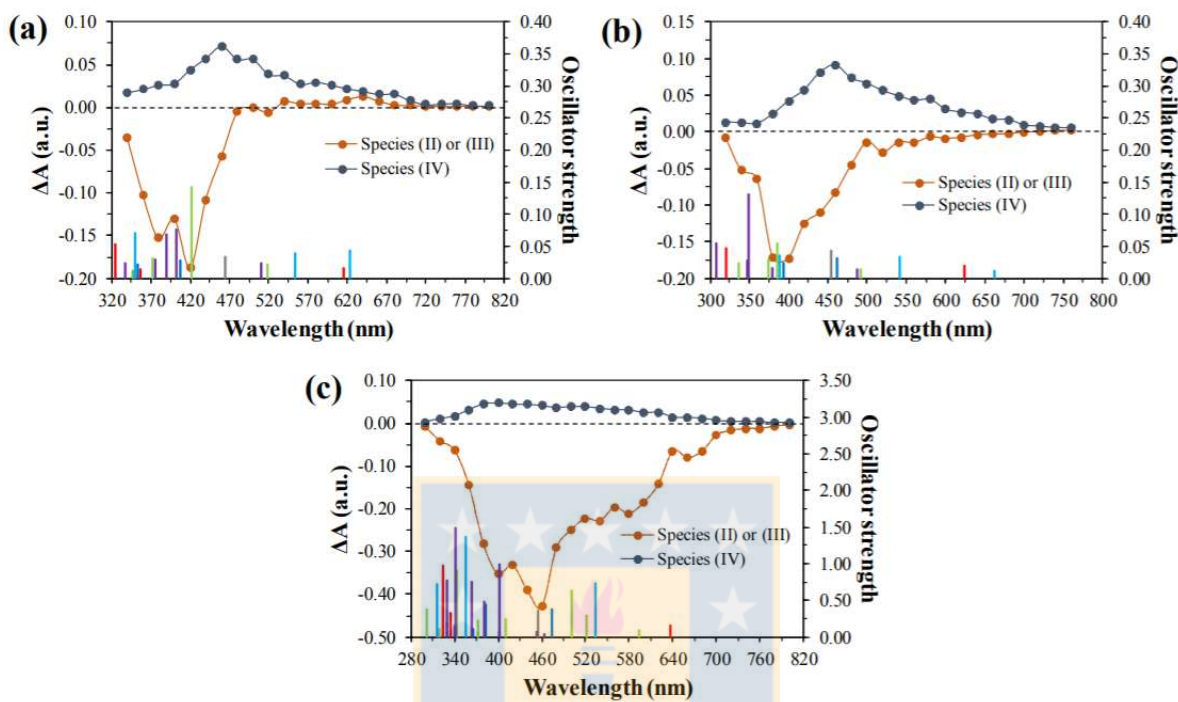 (a)
0.10
0.05
0.00
-0.05
-0.10
-0.15
-0.20
ΔA (a.u.)
0.40
0.35
0.30
0.25
0.20
0.15
0.10
0.05
0.00
Oscillator strength
Species (II) or (III)
Species (IV)
320 370 420 470 520 570 620 670 720 770 820
Wavelength (nm)
(b)
0.15
0.10
0.05
0.00
-0.05
-0.10
-0.15
-0.20
ΔA (a.u.)
0.40
0.35
0.30
0.25
0.20
0.15
0.10
0.05
0.00
Oscillator strength
Species (II) or (III)
Species (IV)
300 350 400 450 500 550 600 650 700 750 800
Wavelength (nm)
(c)
0.10
0.00
-0.10
-0.20
-0.30
-0.40
-0.50
ΔA (a.u.)
3.50
3.00
2.50
2.00
1.50
1.00
0.50
0.00
Oscillator strength
Species (II) or (III)
Species (IV)
280 340 400 460 520 580 640 700 760 820
Wavelength (nm)